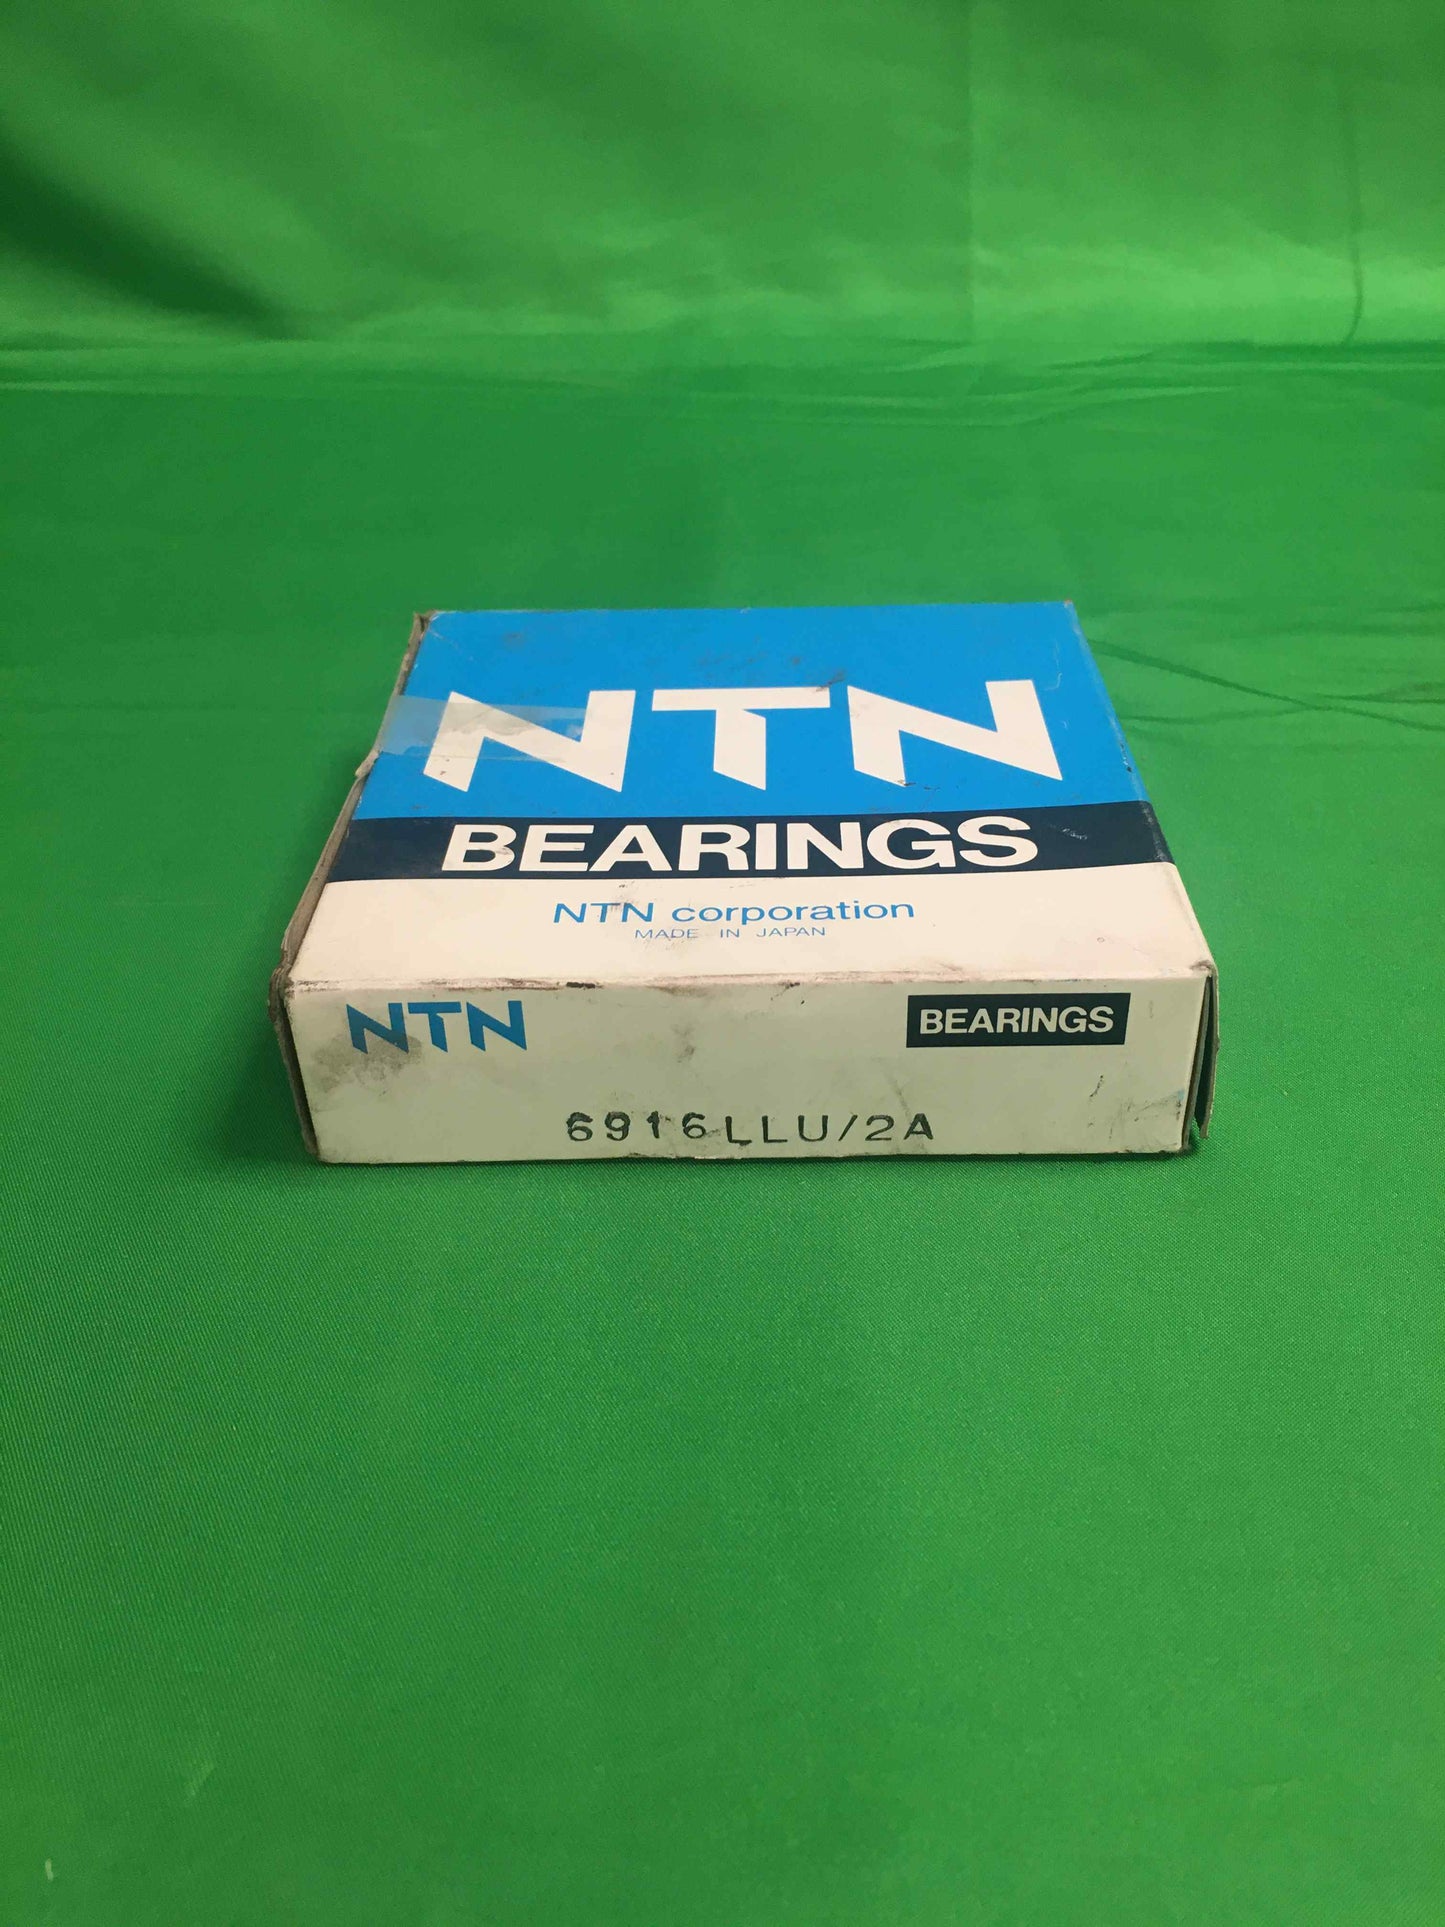 NTN
BEARINGS
NTN corporation
MADE IN JAPAN
NTN BEARINGS
6916LLU/2A